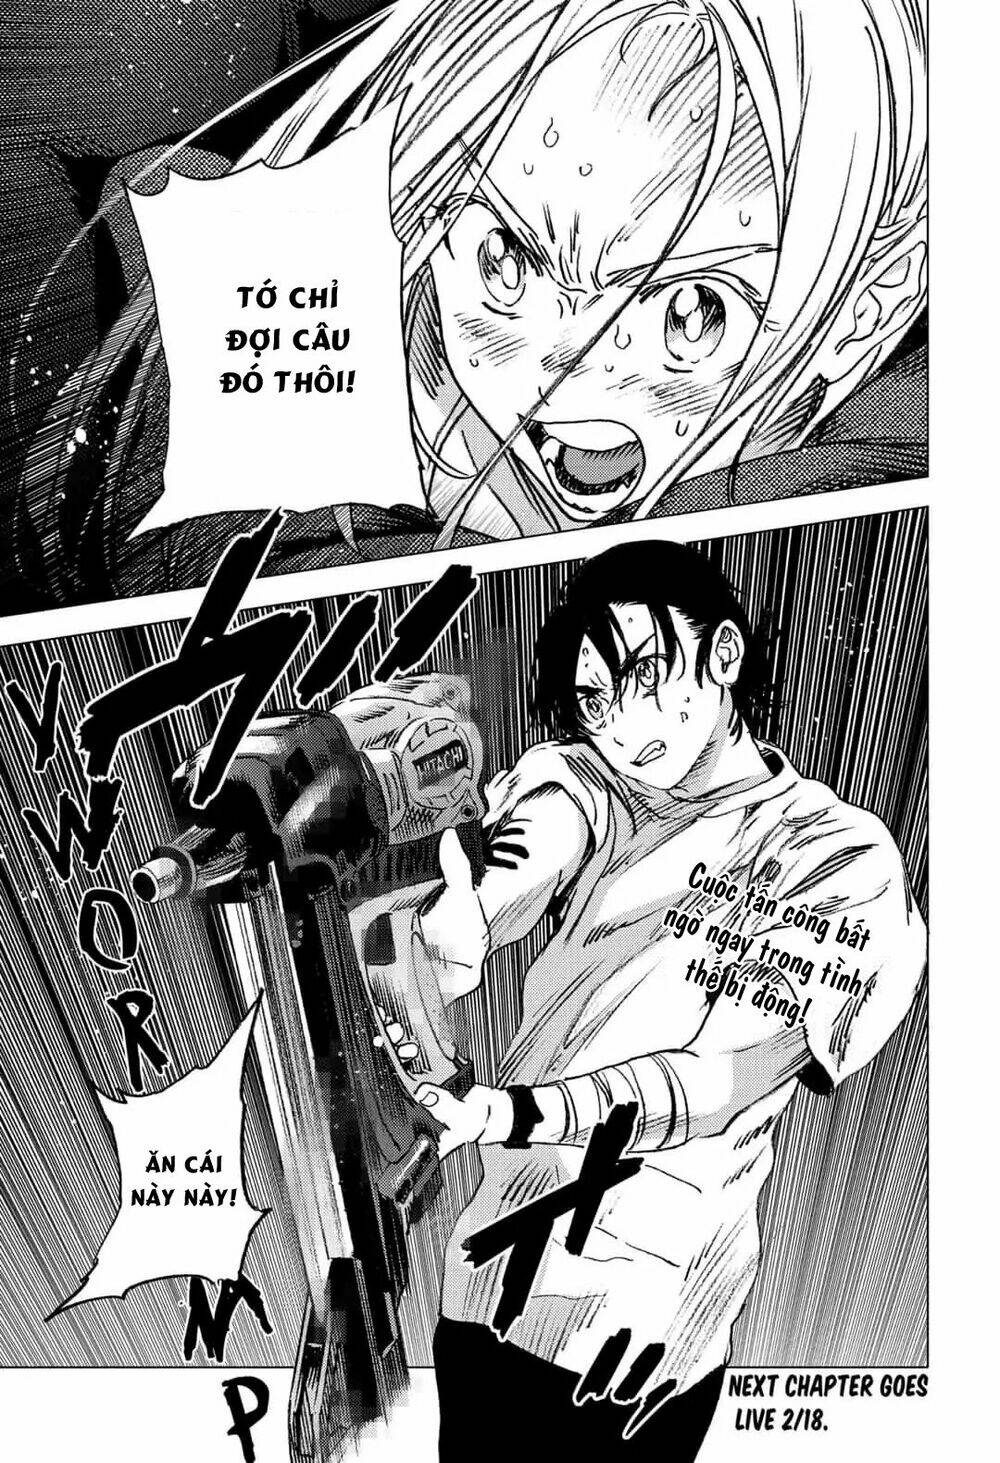 TỚ CHỈ
ĐỢI CÂU
ĐÓ THÔI!
VWORMMP
HITACHI
Cuộc tấn công bất
ngờ ngay trong tình
thế bị động!
ĂN CÁI
NÀY NÀY!
NEXT CHAPTER GOES
LIVE 2/18.